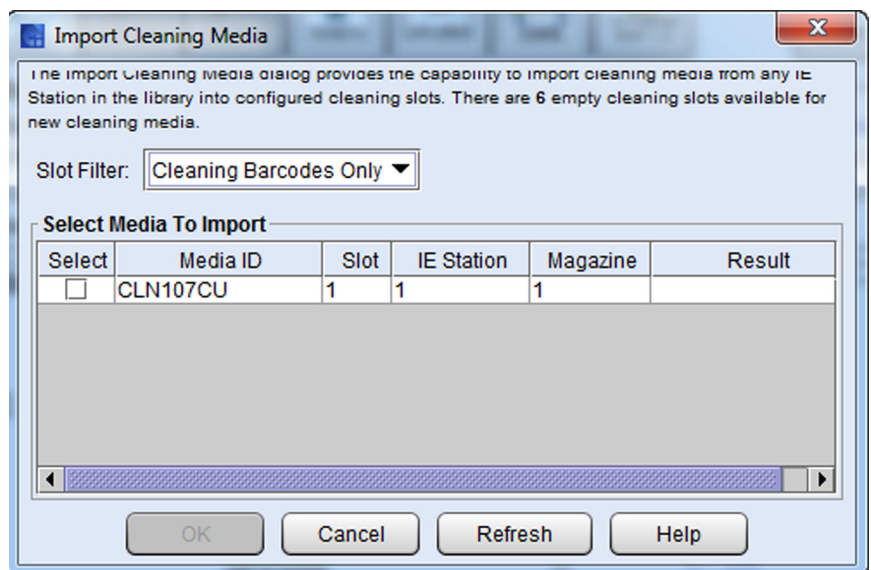 Import Cleaning Media
The Import Cleaning Media dialog provides the capability to import cleaning media from any IE
Station in the library into configured cleaning slots. There are 6 empty cleaning slots available for
new cleaning media.
Slot Filter: Cleaning Barcodes Only
Select Media To Import
Select Media ID Slot IE Station Magazine Result
CLN107CU 1 1 1
OK Cancel Refresh Help